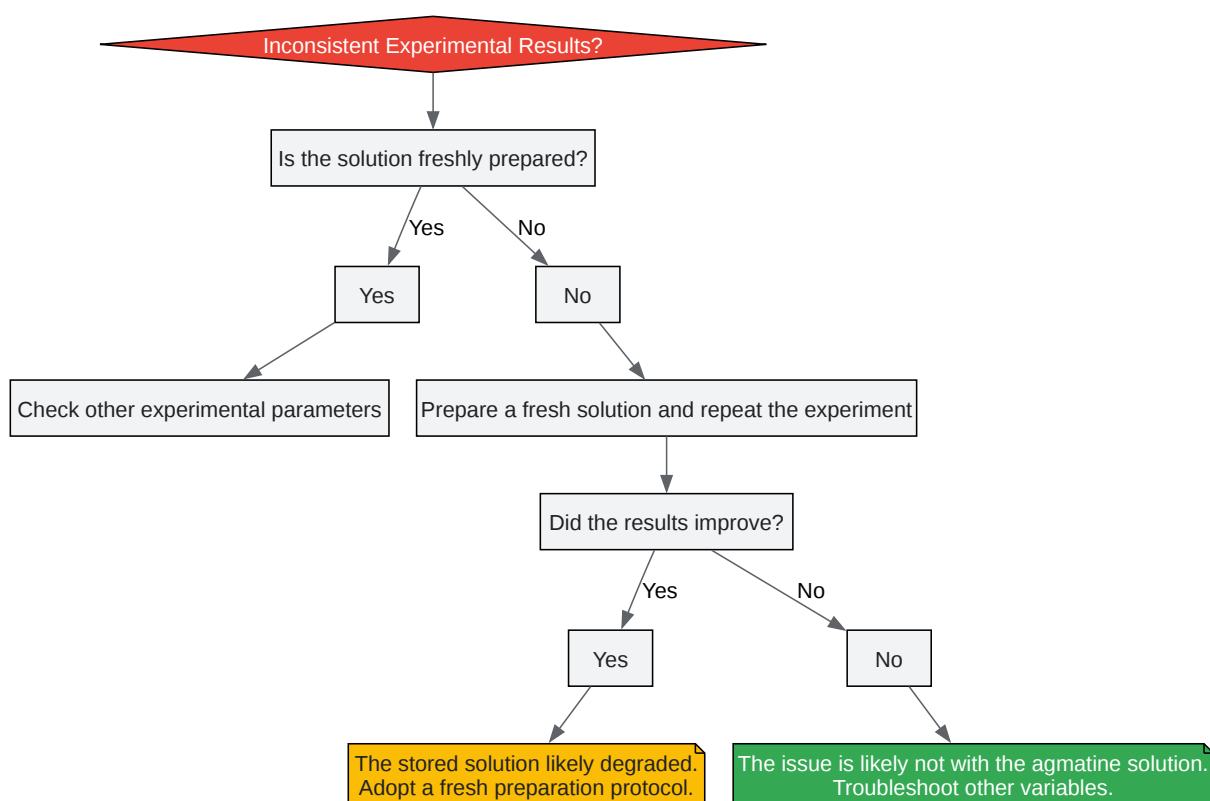 Inconsistent Experimental Results?
Is the solution freshly prepared?
Yes
No
Yes
No
Check other experimental parameters
Prepare a fresh solution and repeat the experiment
Did the results improve?
Yes
No
Yes
No
The stored solution likely degraded.
Adopt a fresh preparation protocol.
The issue is likely not with the agmatine solution.
Troubleshoot other variables.